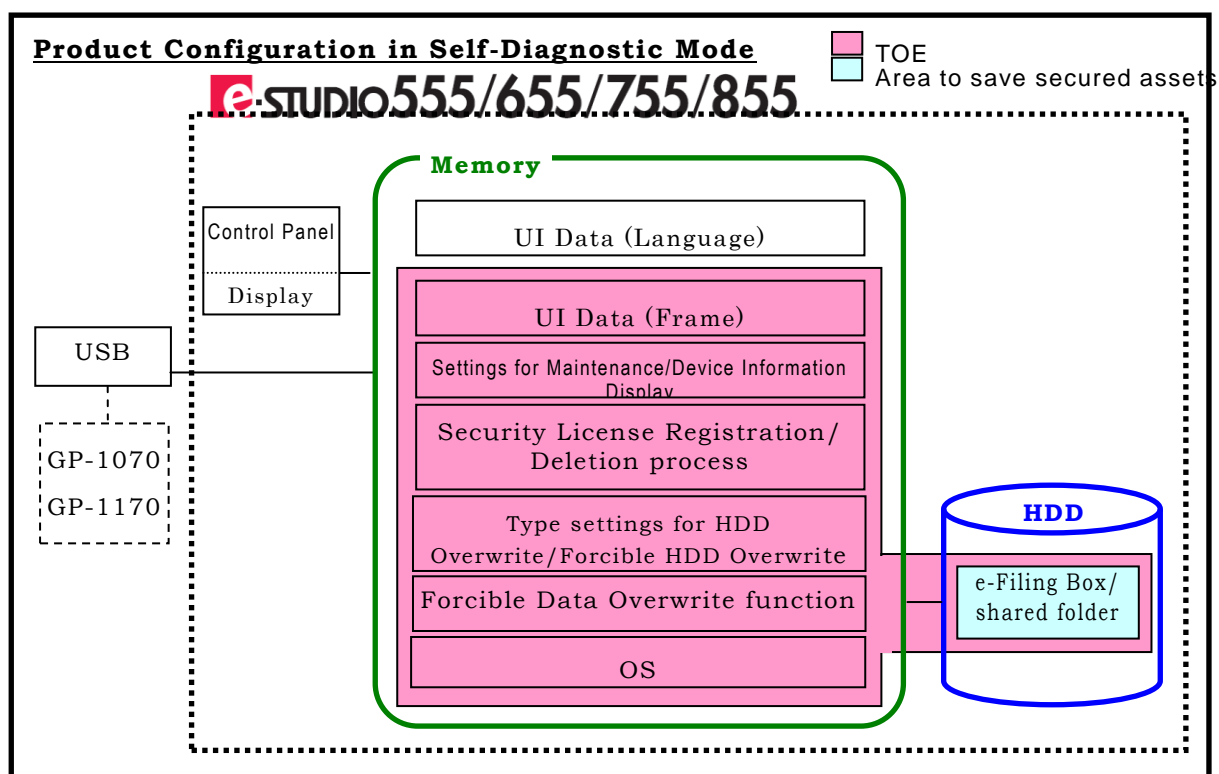 Product Configuration in Self-Diagnostic Mode
TOE
Area to save secured assets
e-STUDIO555/655/755/855
Memory
Control Panel
Display
UI Data (Language)
UI Data (Frame)
USB
Settings for Maintenance/Device Information
Display
Security License Registration/
Deletion process
GP-1070
GP-1170
Type settings for HDD
Overwrite/Forcible HDD Overwrite
HDD
e-Filing Box/
shared folder
Forcible Data Overwrite function
OS